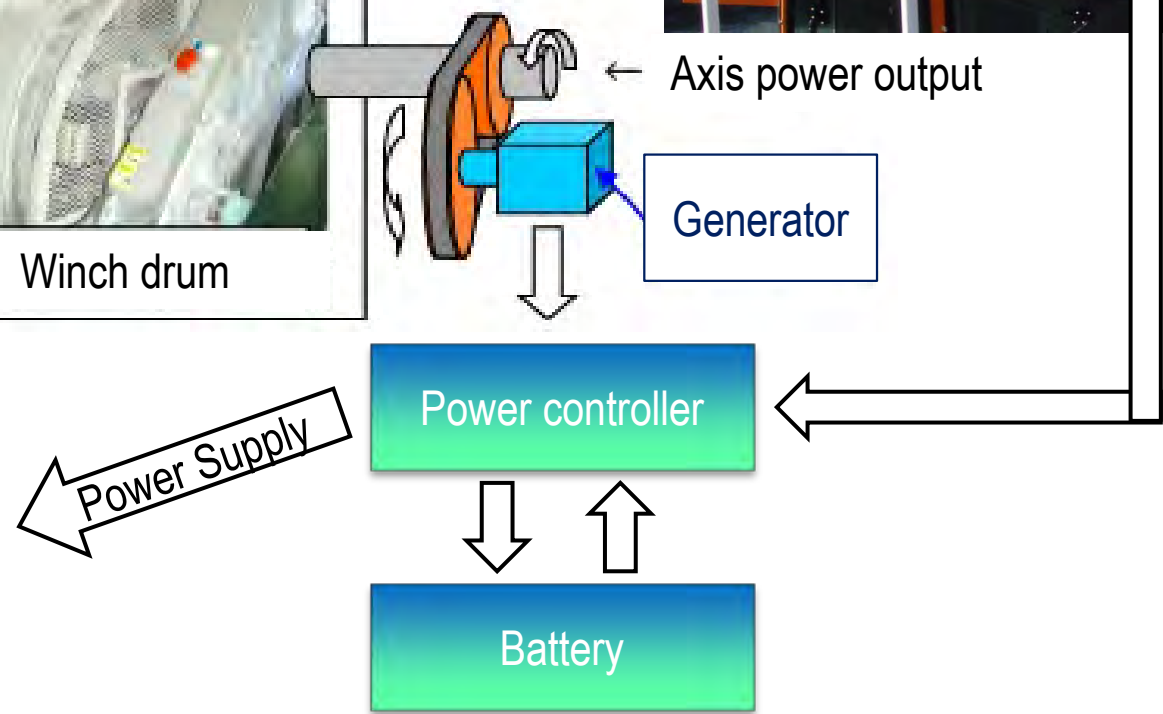 Axis power output
Generator
Winch drum
Power controller
Power Supply
Battery